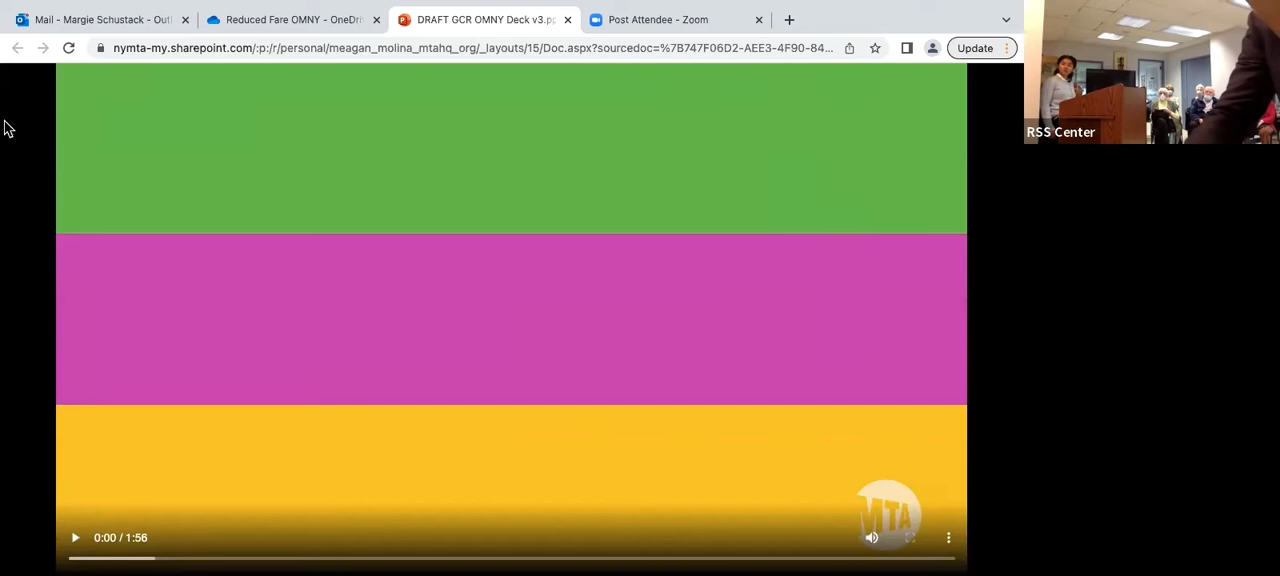 Mail - Margie Schustack - Outl
Reduced Fare OMNY - OneDri
DRAFT GCR OMNY Deck v3.pp
Post Attendee - Zoom
nymta-my.sharepoint.com/:p:/r/personal/meagan_molina_mtahq_org/_layouts/15/Doc.aspx?sourcedoc=%7B747F06D2-AEE3-4F90-84...
Update
RSS Center
MTA
0:00 / 1:56